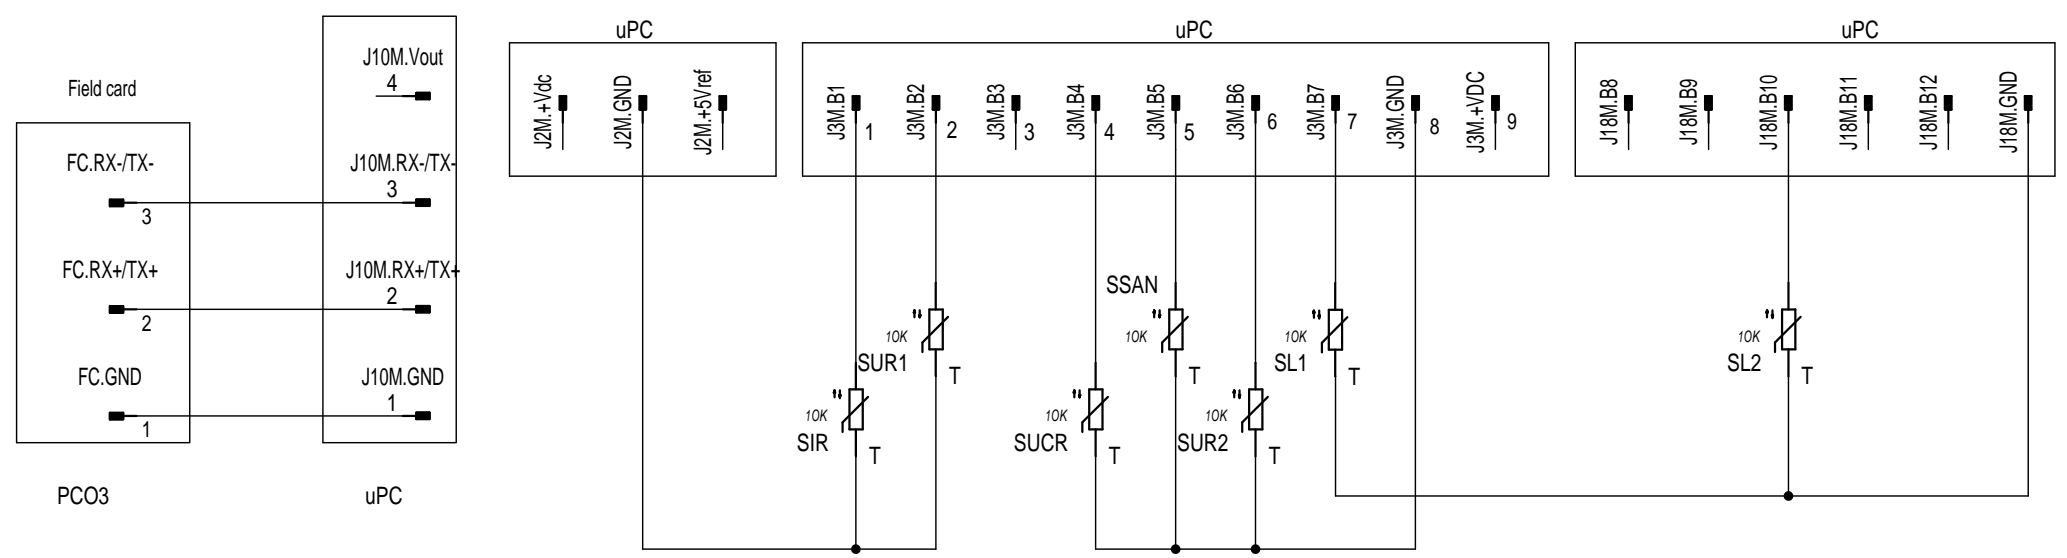 Field card
FC.RX-/TX-
3
FC.RX+/TX+
2
FC.GND
1
PCO3
J10M.Vout
4
J10M.RX-/TX-
3
J10M.RX+/TX+
2
J10M.GND
1
uPC
uPC
J2M.+Vdc
J2M.GND
J2M.+5Vref
uPC
J3M.B1
1
J3M.B2
2
J3M.B3
3
J3M.B4
4
J3M.B5
5
J3M.B6
6
J3M.B7
7
J3M.GND
8
J3M.+VDC
9
uPC
J18M.B8
J18M.B9
J18M.B10
J18M.B11
J18M.B12
J18M.GND
10K
SUR1
T
10K
SIR
T
SSAN
10K
T
10K
SUCR
T
10K
SUR2
T
10K
SL1
T
10K
SL2
T